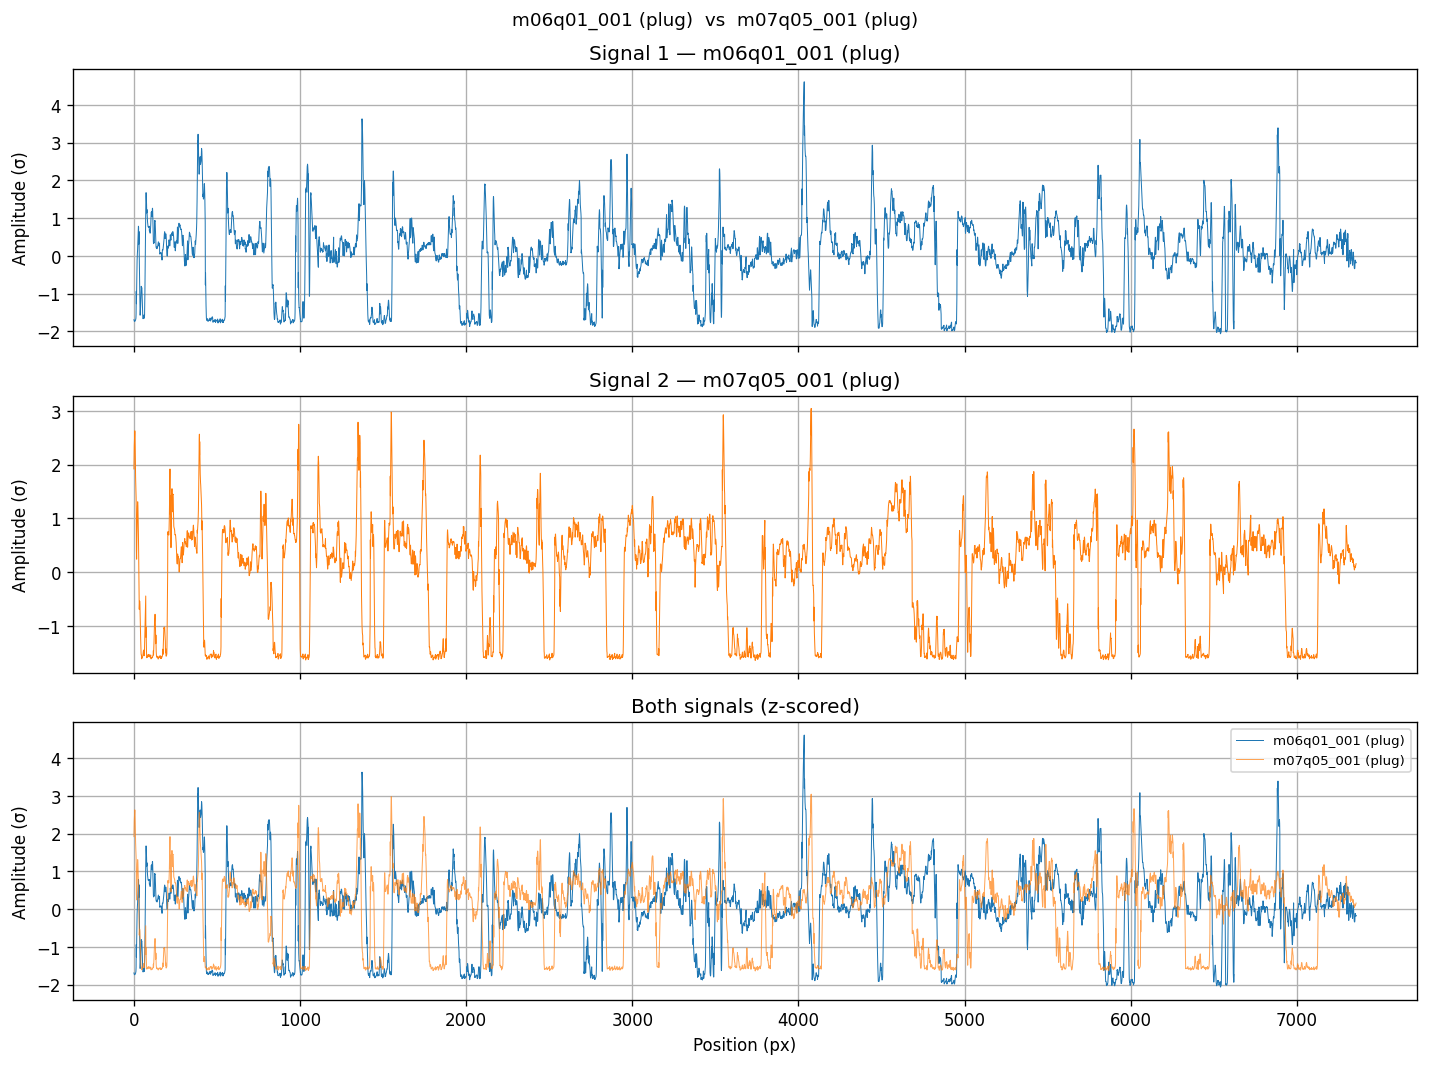 m06q01_001 (plug)  vs  m07q05_001 (plug)
Signal 1 — m06q01_001 (plug)
Amplitude (σ)
4
3
2
1
0
−1
−2
Signal 2 — m07q05_001 (plug)
Amplitude (σ)
3
2
1
0
−1
Both signals (z-scored)
m06q01_001 (plug)
m07q05_001 (plug)
Amplitude (σ)
4
3
2
1
0
−1
−2
0 1000 2000 3000 4000 5000 6000 7000
Position (px)